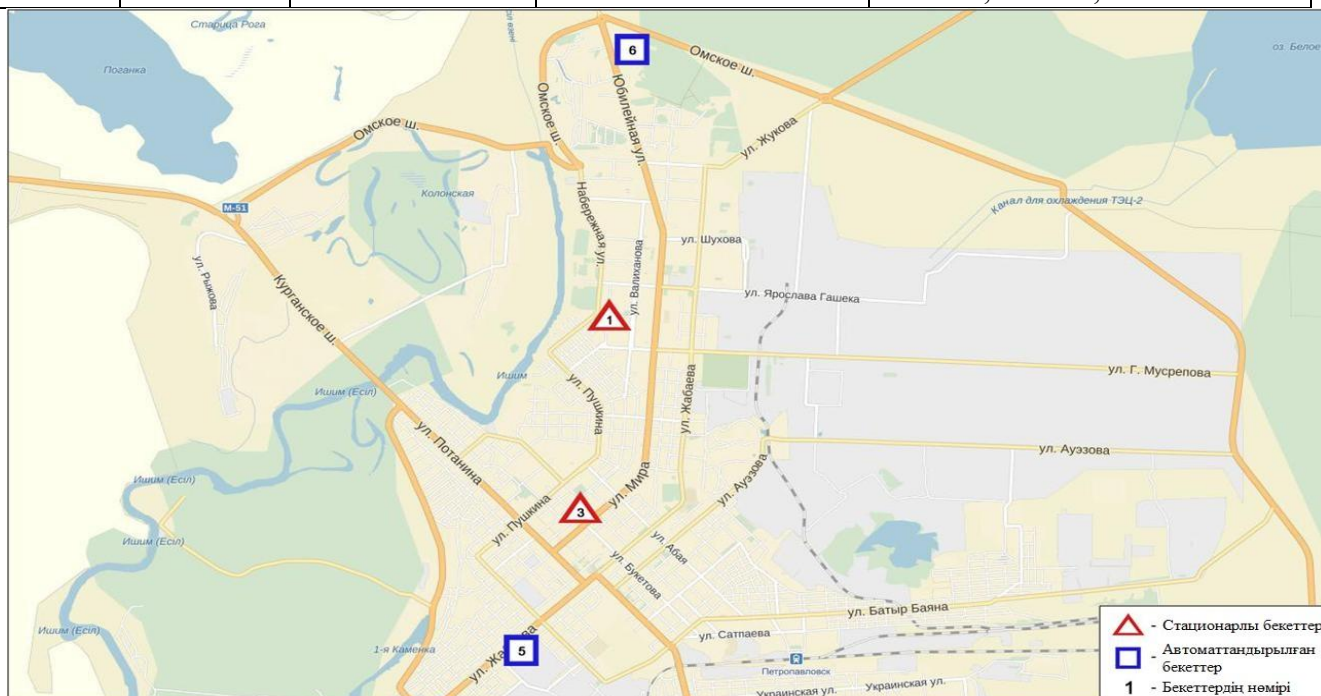 Старица Рога
Поганка
6
Омское ш.
оз. Белое
Юбилейная ул.
Омское ш.
Омское ш.
ул. Жукова
Колонская
Канал для охлаждения ТЭЦ-2
М-51
Набережная ул.
ул. Шухова
ул. Валиханова
ул. Рыжова
ул. Ярослава Гашека
Курганское ш.
1
Ишим
ул. Г. Мусрепова
ул. Пушкина
ул. Жабаева
Ишим (Есіл)
ул. Потанина
ул. Ауэзова
ул. Ауэзова
ул. Мира
Ишим (Есіл)
ул. Пушкина
3
Ишим (Есіл)
ул. Абая
ул. Букетова
ул. Батыр Баяна
Ишим (Есіл)
ул. Сатпаева
1-я Каменка
5
Петропавловск
Украинская ул.
Украинская ул.
- Стационарлы бекеттер
- Автоматтандырылған
бекеттер
1 - Бекеттердің нөмірі